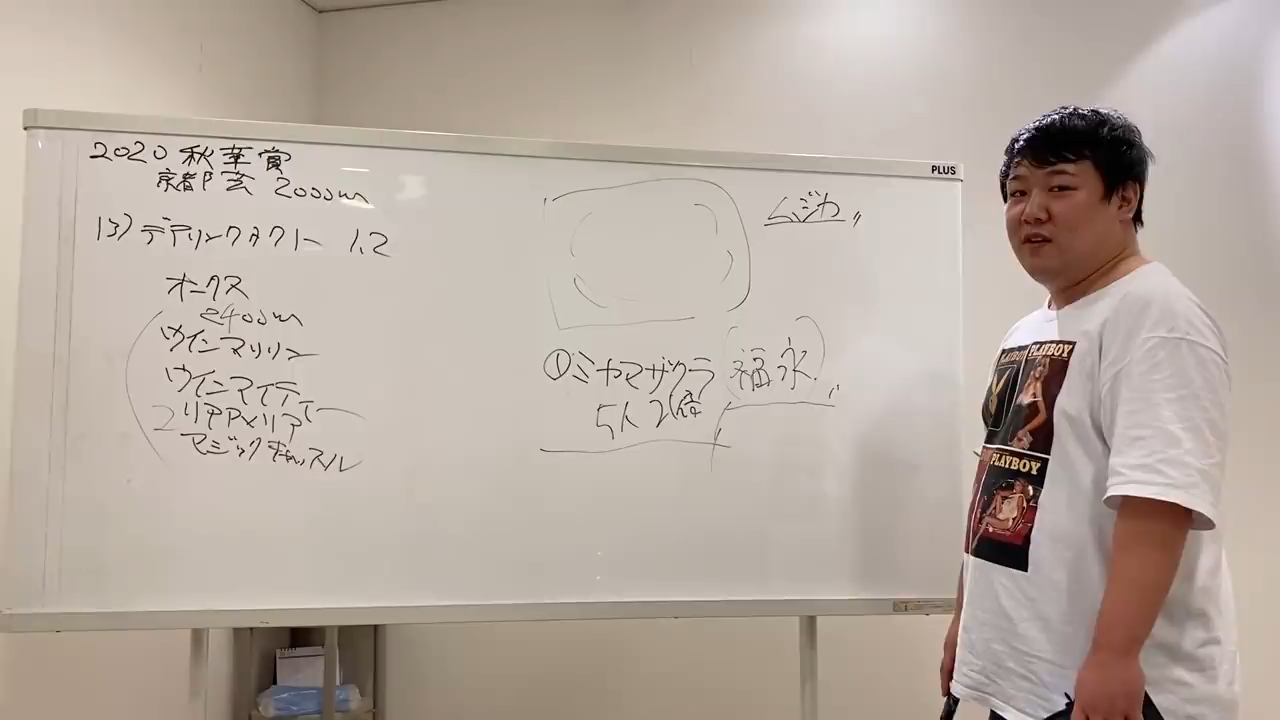 2020 秋華賞
京都芝 2000m
13) デアリングタクト 1.2
オークス
2400m
ウインマリリン
ウインマイティー
2 リアアメリア
マジックキャッスル
ムジカ
①ミヤマザクラ (福永)
5人 21倍
PLUS
PLAYBOY
PLAYBOY
PLAYBOY